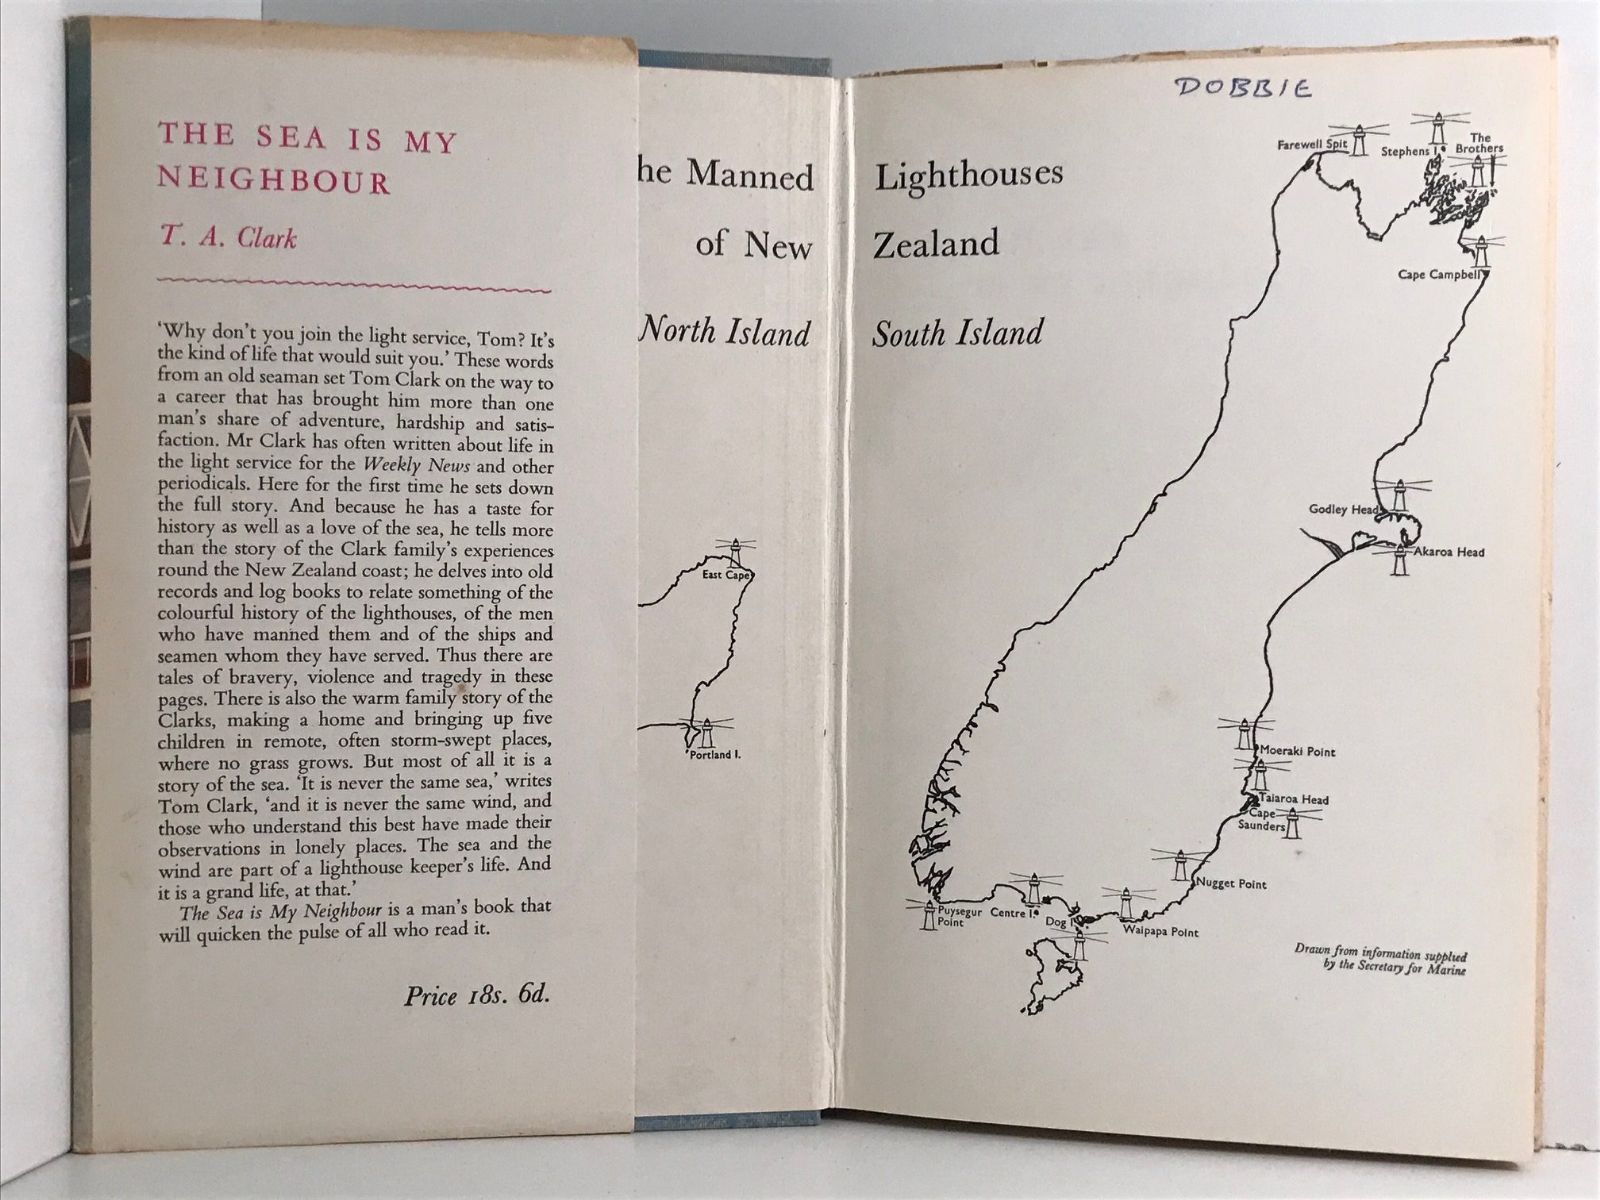 THE SEA IS MY
NEIGHBOUR
T. A. Clark
'Why don't you join the light service, Tom? It's
the kind of life that would suit you.' These words
from an old seaman set Tom Clark on the way to
a career that has brought him more than one
man's share of adventure, hardship and satis-
faction. Mr Clark has often written about life in
the light service for the Weekly News and other
periodicals. Here for the first time he sets down
the full story. And because he has a taste for
history as well as a love of the sea, he tells more
than the story of the Clark family's experiences
round the New Zealand coast; he delves into old
records and log books to relate something of the
colourful history of the lighthouses, of the men
who have manned them and of the ships and
seamen whom they have served. Thus there are
tales of bravery, violence and tragedy in these
pages. There is also the warm family story of the
Clarks, making a home and bringing up five
children in remote, often storm-swept places,
where no grass grows. But most of all it is a
story of the sea. 'It is never the same sea,' writes
Tom Clark, 'and it is never the same wind, and
those who understand this best have made their
observations in lonely places. The sea and the
wind are part of a lighthouse keeper's life. And
it is a grand life, at that.'
The Sea is My Neighbour is a man's book that
will quicken the pulse of all who read it.
Price 18s. 6d.
he Manned
of New
North Island
East Cape
Portland I.
DOBBIE
Lighthouses
Zealand
South Island
Farewell Spit
Stephens I.
The
Brothers
Cape Campbell
Godley Head
Akaroa Head
Moeraki Point
Taiaroa Head
Cape
Saunders
Nugget Point
Waipapa Point
Dog I.
Centre I.
Puysegur
Point
Drawn from information supplied
by the Secretary for Marine